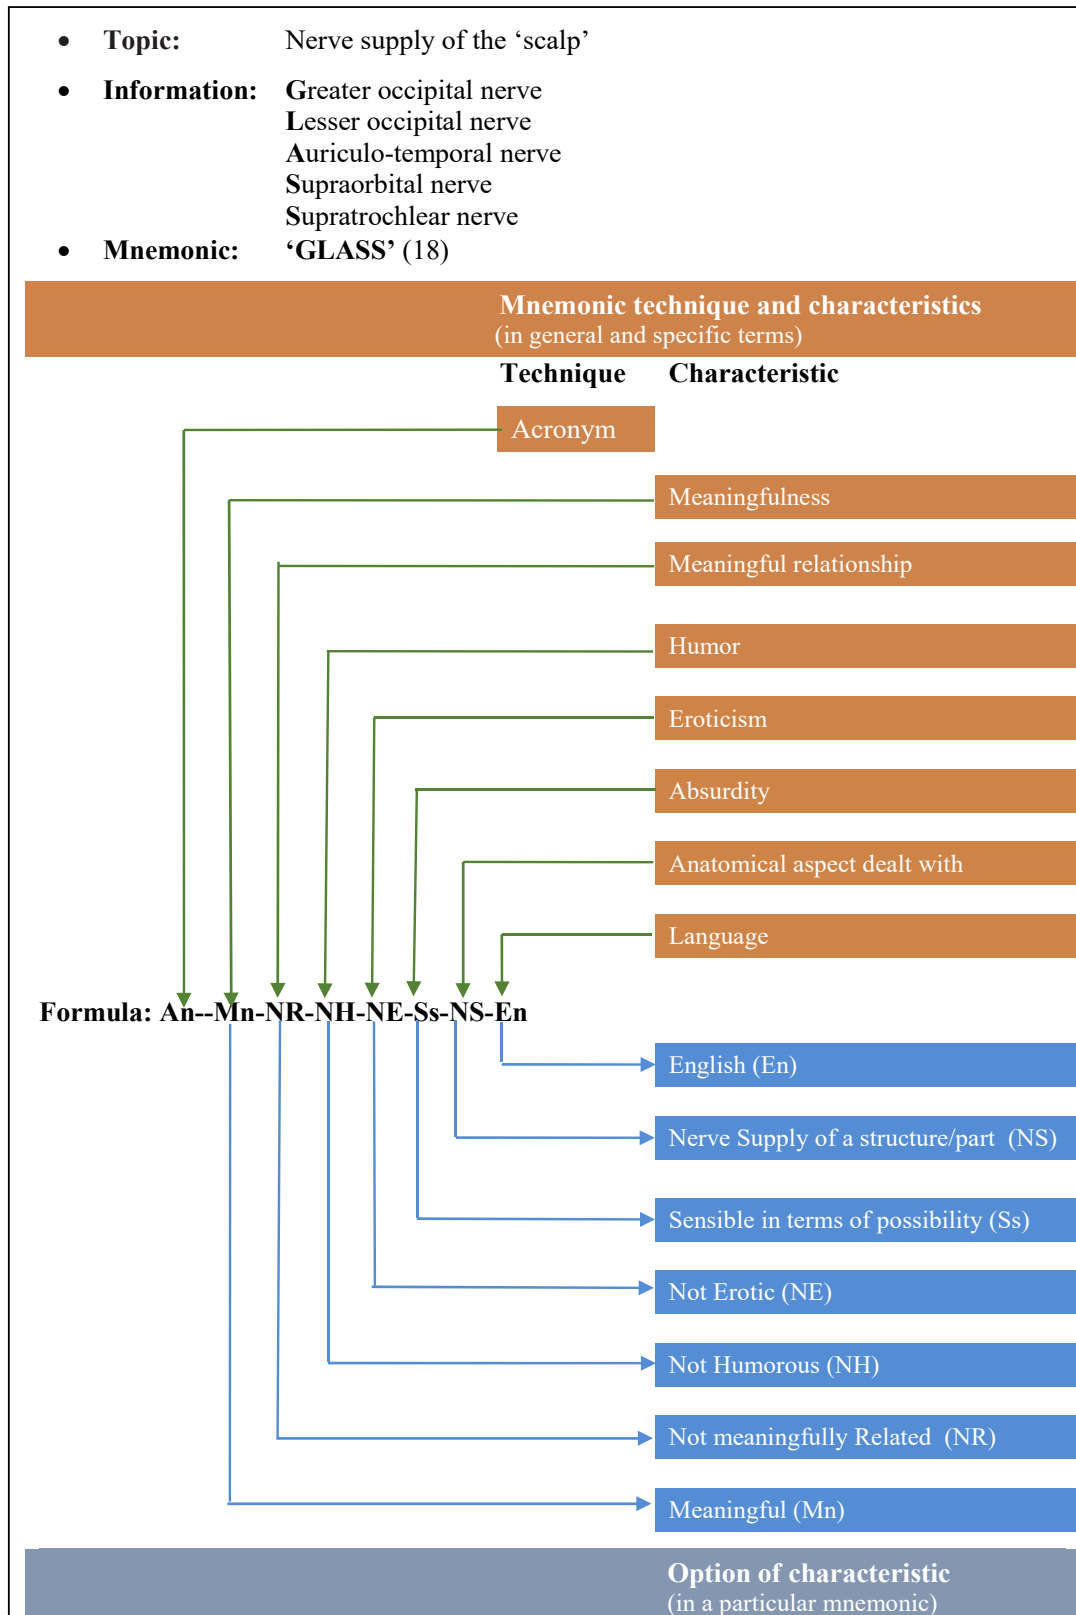 • Topic: Nerve supply of the ‘scalp’
• Information: Greater occipital nerve
Lesser occipital nerve
Auriculo-temporal nerve
Supraorbital nerve
Supratrochlear nerve
• Mnemonic: ‘GLASS’ (18)
Mnemonic technique and characteristics
(in general and specific terms)
Technique Characteristic
Acronym
Meaningfulness
Meaningful relationship
Humor
Eroticism
Absurdity
Anatomical aspect dealt with
Language
Formula: An--Mn-NR-NH-NE-Ss-NS-En
English (En)
Nerve Supply of a structure/part (NS)
Sensible in terms of possibility (Ss)
Not Erotic (NE)
Not Humorous (NH)
Not meaningfully Related (NR)
Meaningful (Mn)
Option of characteristic
(in a particular mnemonic)